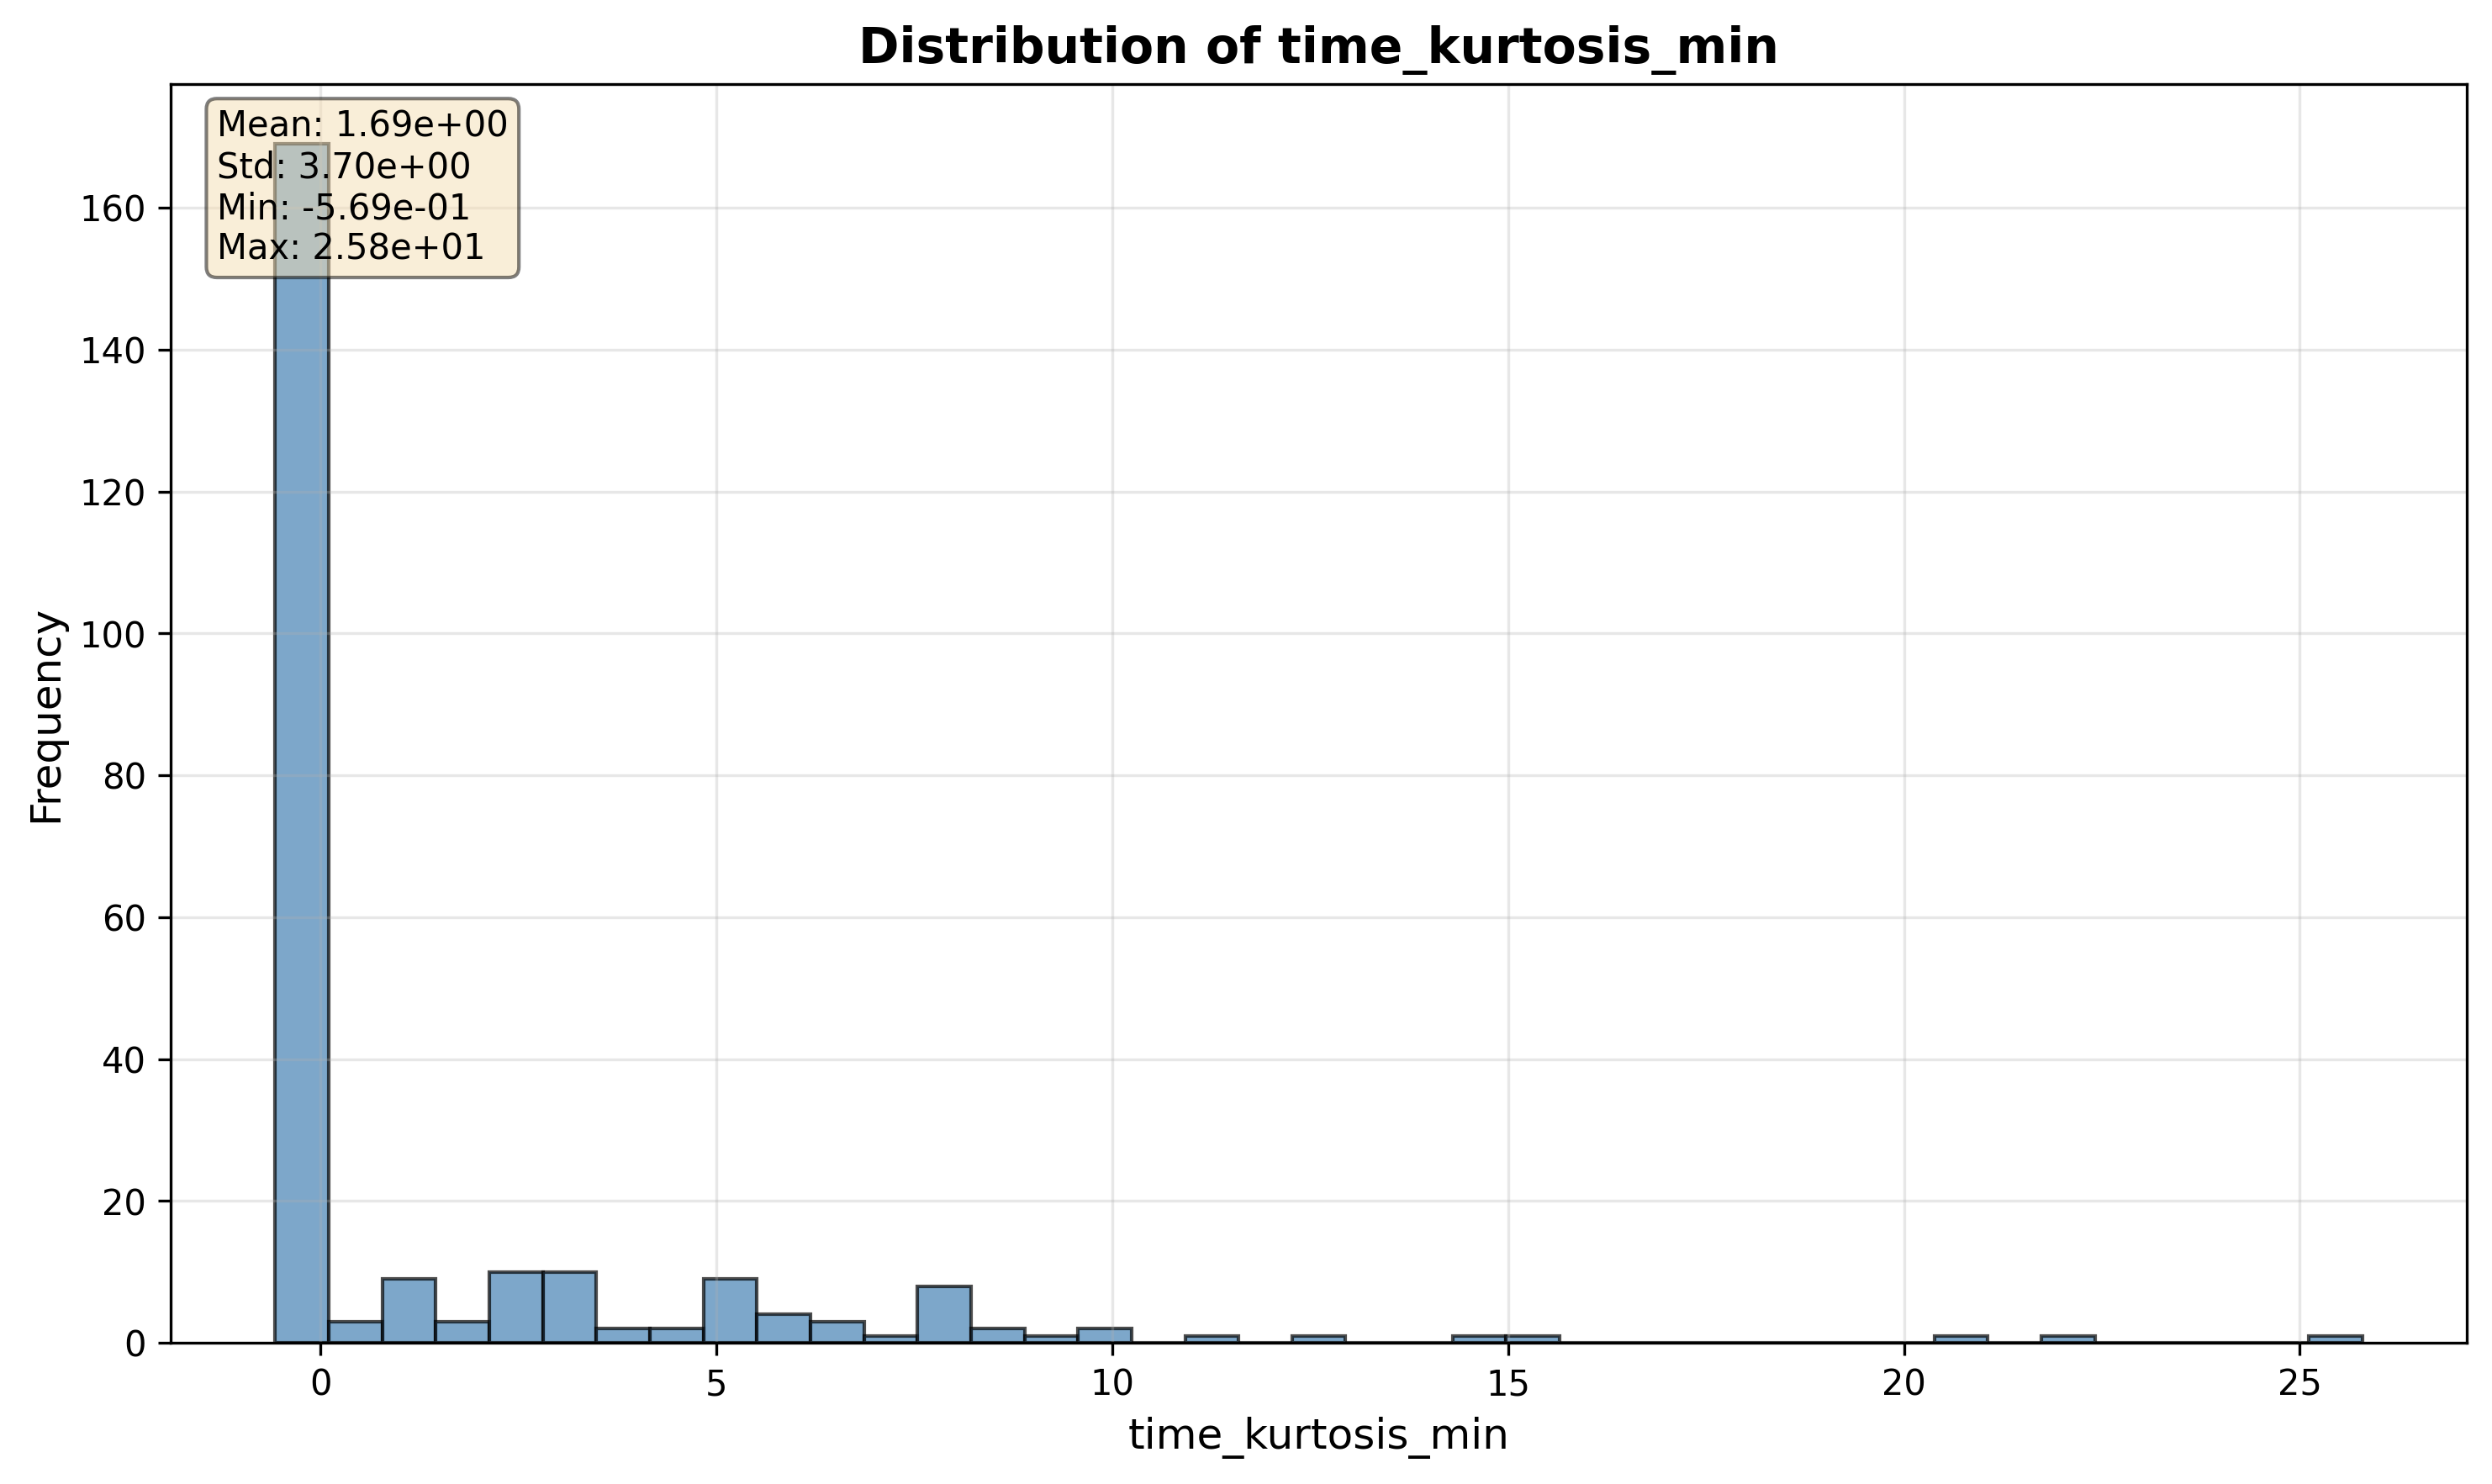 Distribution of time_kurtosis_min
Mean: 1.69e+00
Std: 3.70e+00
Min: -5.69e-01
Max: 2.58e+01
160
140
120
100
80
60
40
20
0
Frequency
0 5 10 15 20 25
time_kurtosis_min